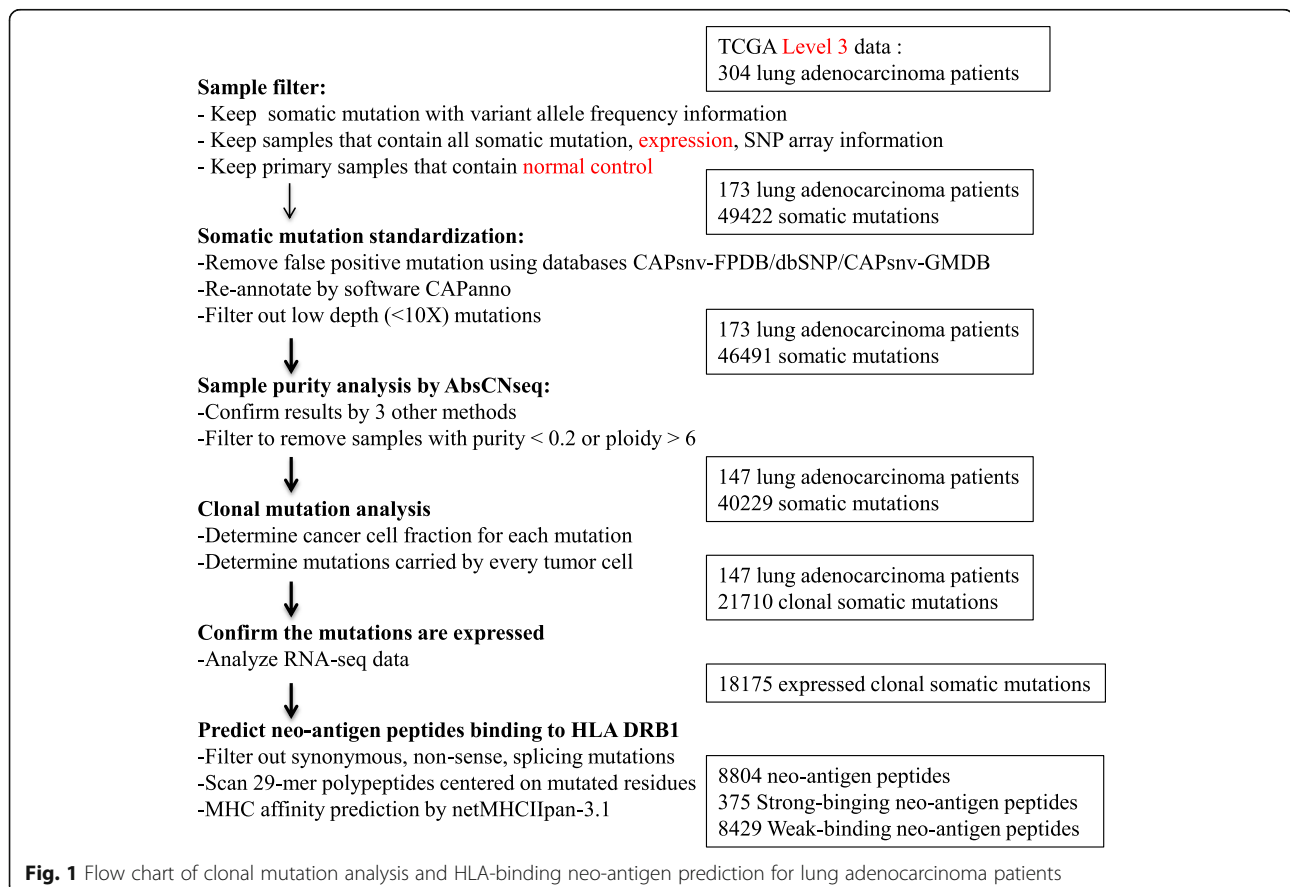 TCGA Level 3 data :
304 lung adenocarcinoma patients
Sample filter:
- Keep somatic mutation with variant allele frequency information
- Keep samples that contain all somatic mutation, expression, SNP array information
- Keep primary samples that contain normal control
173 lung adenocarcinoma patients
49422 somatic mutations
Somatic mutation standardization:
-Remove false positive mutation using databases CAPsnv-FPDB/dbSNP/CAPsnv-GMDB
-Re-annotate by software CAPanno
-Filter out low depth (<10X) mutations
173 lung adenocarcinoma patients
46491 somatic mutations
Sample purity analysis by AbsCNseq:
-Confirm results by 3 other methods
-Filter to remove samples with purity < 0.2 or ploidy > 6
147 lung adenocarcinoma patients
40229 somatic mutations
Clonal mutation analysis
-Determine cancer cell fraction for each mutation
-Determine mutations carried by every tumor cell
147 lung adenocarcinoma patients
21710 clonal somatic mutations
Confirm the mutations are expressed
-Analyze RNA-seq data
18175 expressed clonal somatic mutations
Predict neo-antigen peptides binding to HLA DRB1
-Filter out synonymous, non-sense, splicing mutations
-Scan 29-mer polypeptides centered on mutated residues
-MHC affinity prediction by netMHCIIpan-3.1
8804 neo-antigen peptides
375 Strong-binging neo-antigen peptides
8429 Weak-binding neo-antigen peptides
Fig. 1 Flow chart of clonal mutation analysis and HLA-binding neo-antigen prediction for lung adenocarcinoma patients